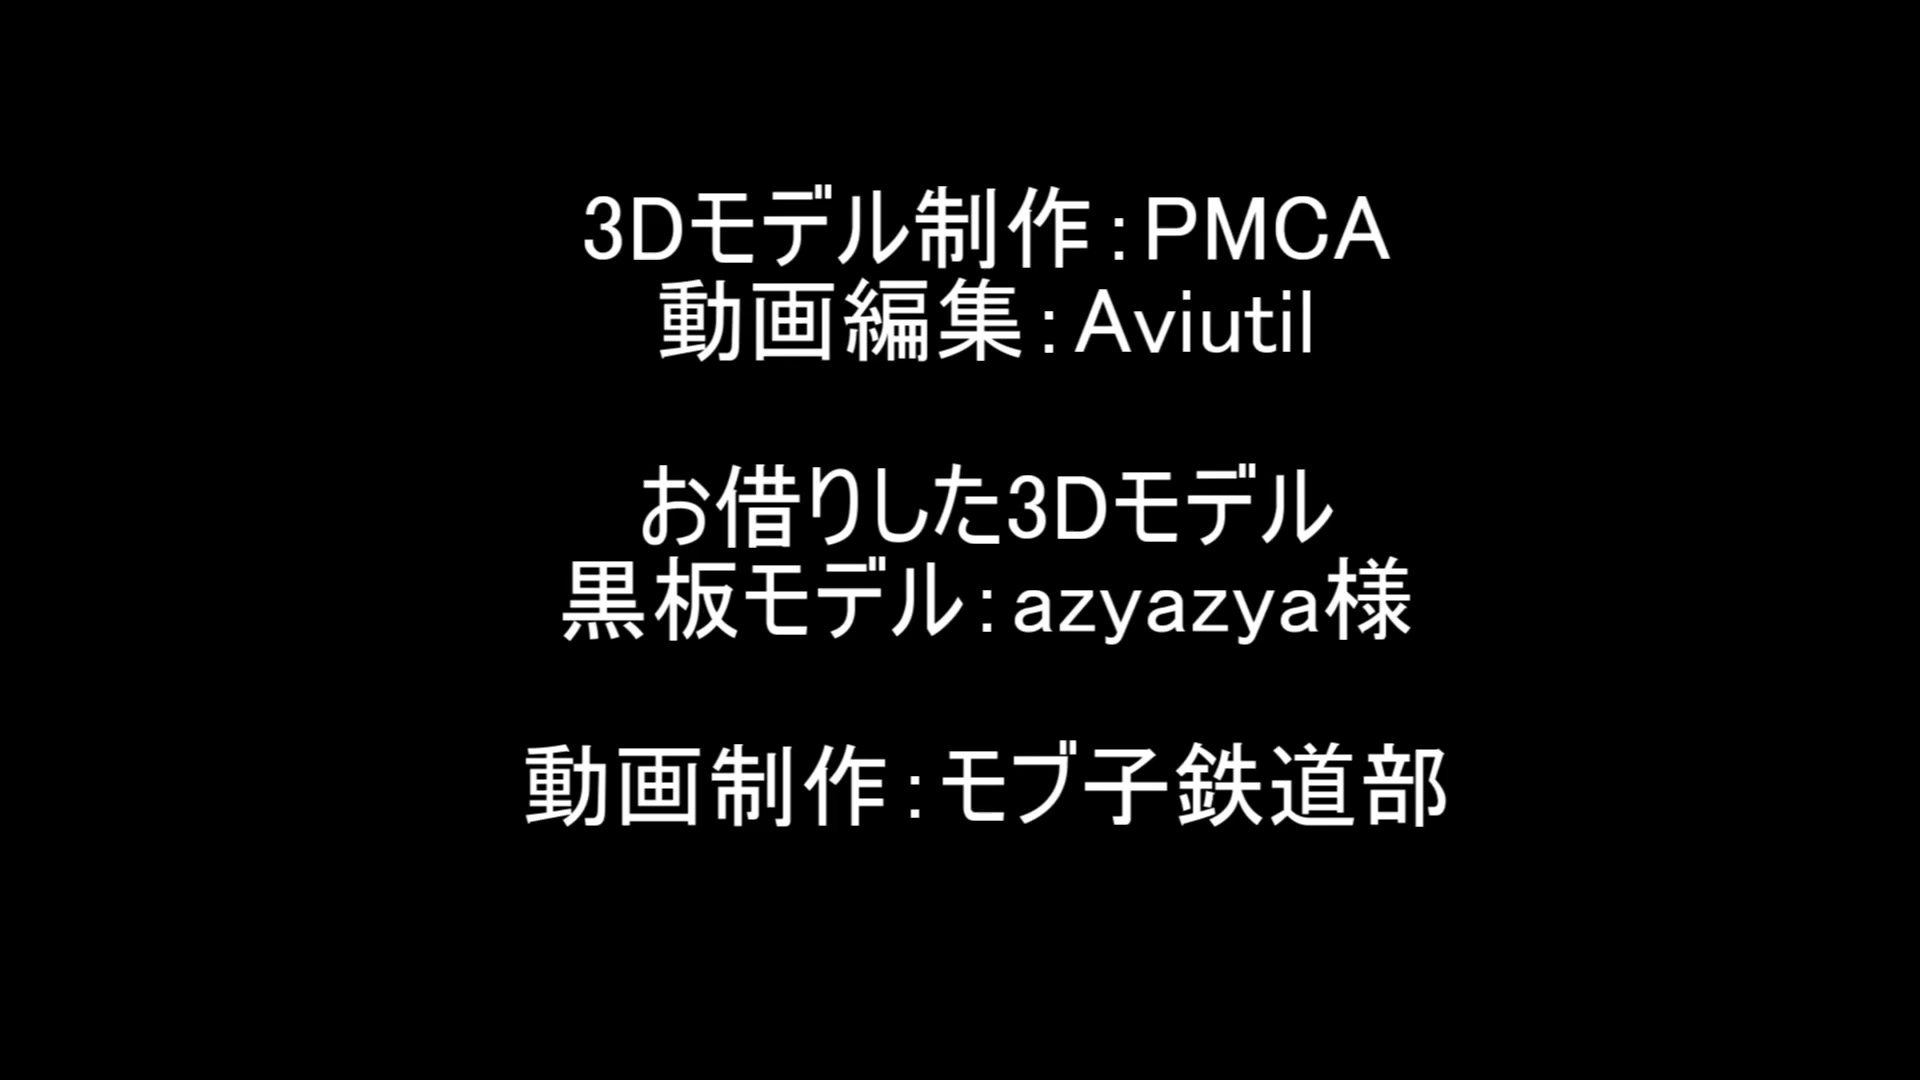 3Dモデル制作：PMCA
動画編集：Aviutil
お借りした3Dモデル
黒板モデル：azyazya様
動画制作：モブ子鉄道部